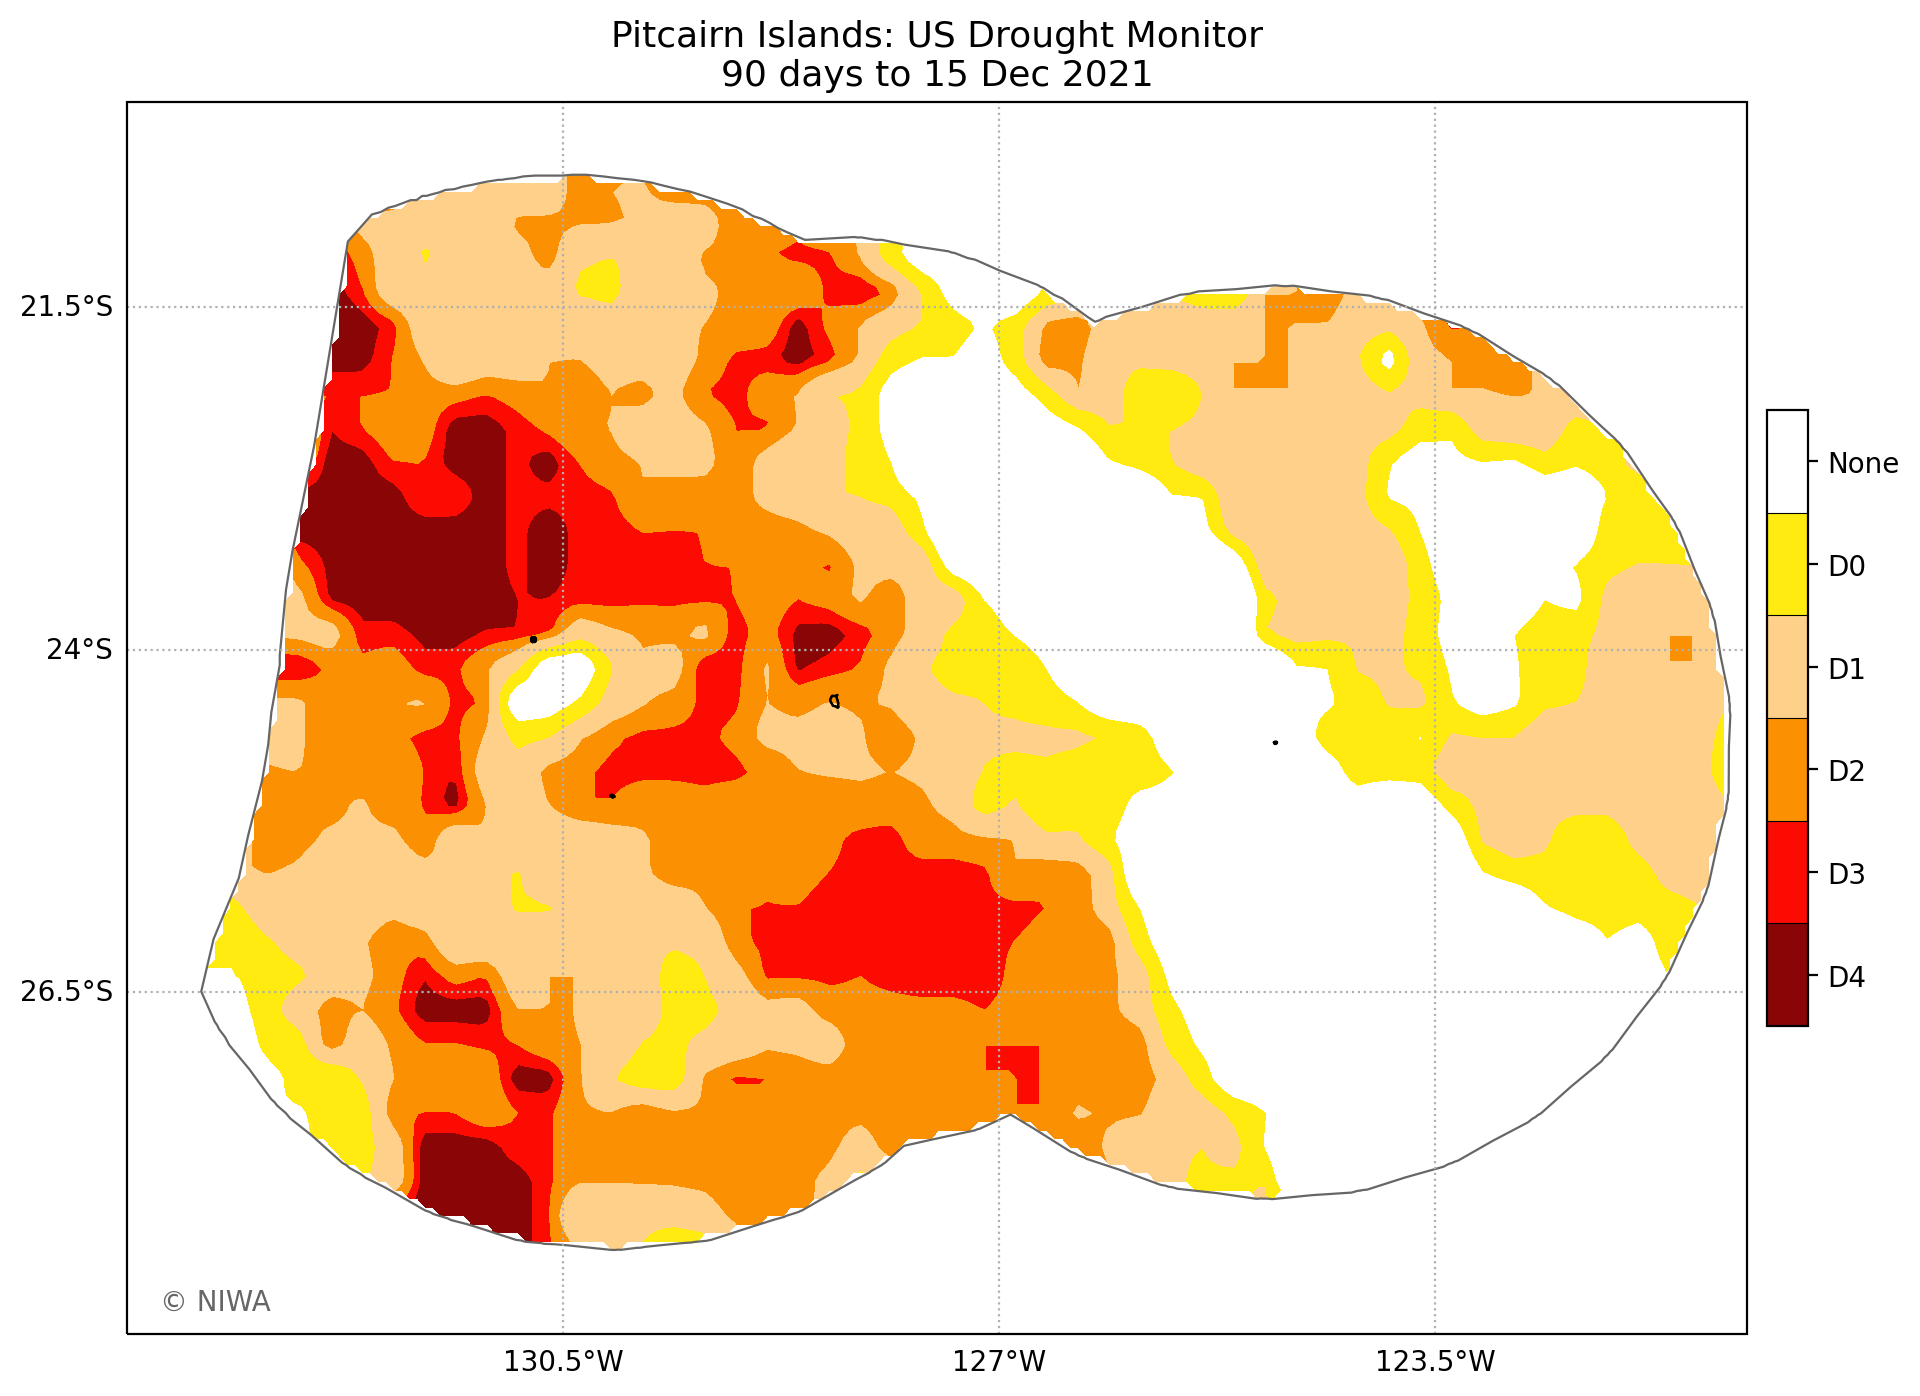 Pitcairn Islands: US Drought Monitor
90 days to 15 Dec 2021
21.5°S
24°S
26.5°S
130.5°W
127°W
123.5°W
None
D0
D1
D2
D3
D4
© NIWA